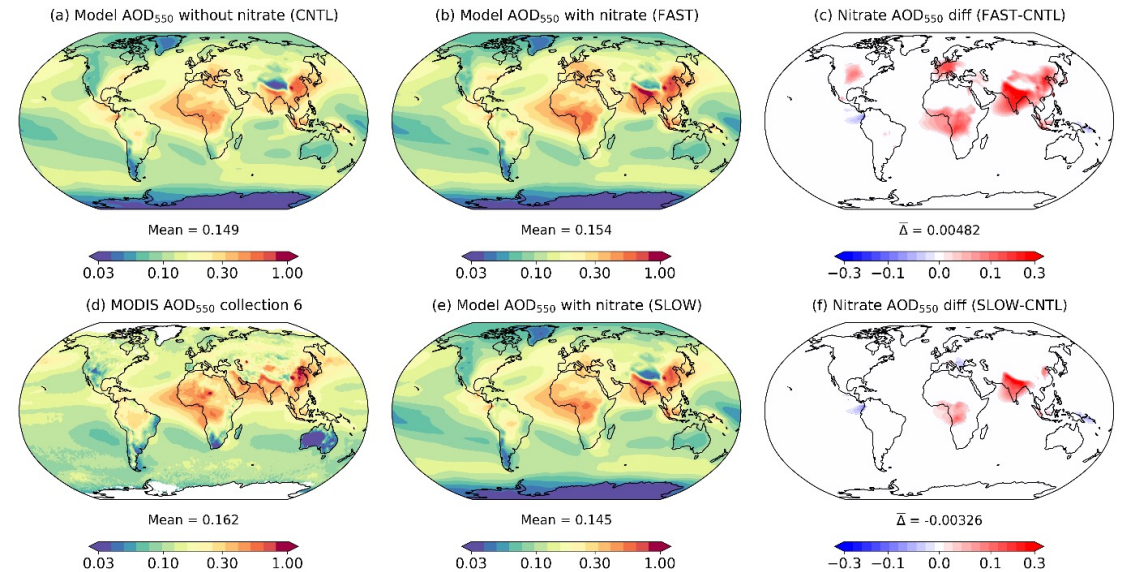 (a) Model AOD₅₅₀ without nitrate (CNTL)
(b) Model AOD₅₅₀ with nitrate (FAST)
(c) Nitrate AOD₅₅₀ diff (FAST-CNTL)
Mean = 0.149
Mean = 0.154
Δ̅ = 0.00482
0.03 0.10 0.30 1.00
0.03 0.10 0.30 1.00
−0.3 −0.1 0.0 0.1 0.3
(d) MODIS AOD₅₅₀ collection 6
(e) Model AOD₅₅₀ with nitrate (SLOW)
(f) Nitrate AOD₅₅₀ diff (SLOW-CNTL)
Mean = 0.162
Mean = 0.145
Δ̅ = -0.00326
0.03 0.10 0.30 1.00
0.03 0.10 0.30 1.00
−0.3 −0.1 0.0 0.1 0.3